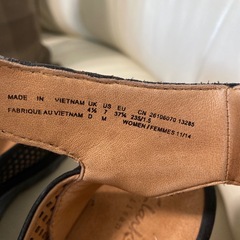 MADE IN VIETNAM UK US EU CN 26106070 13285
4½ 7 37½ 235/1.5
FABRIQUE AU VIETNAM D M WOMEN/FEMMES 11/14